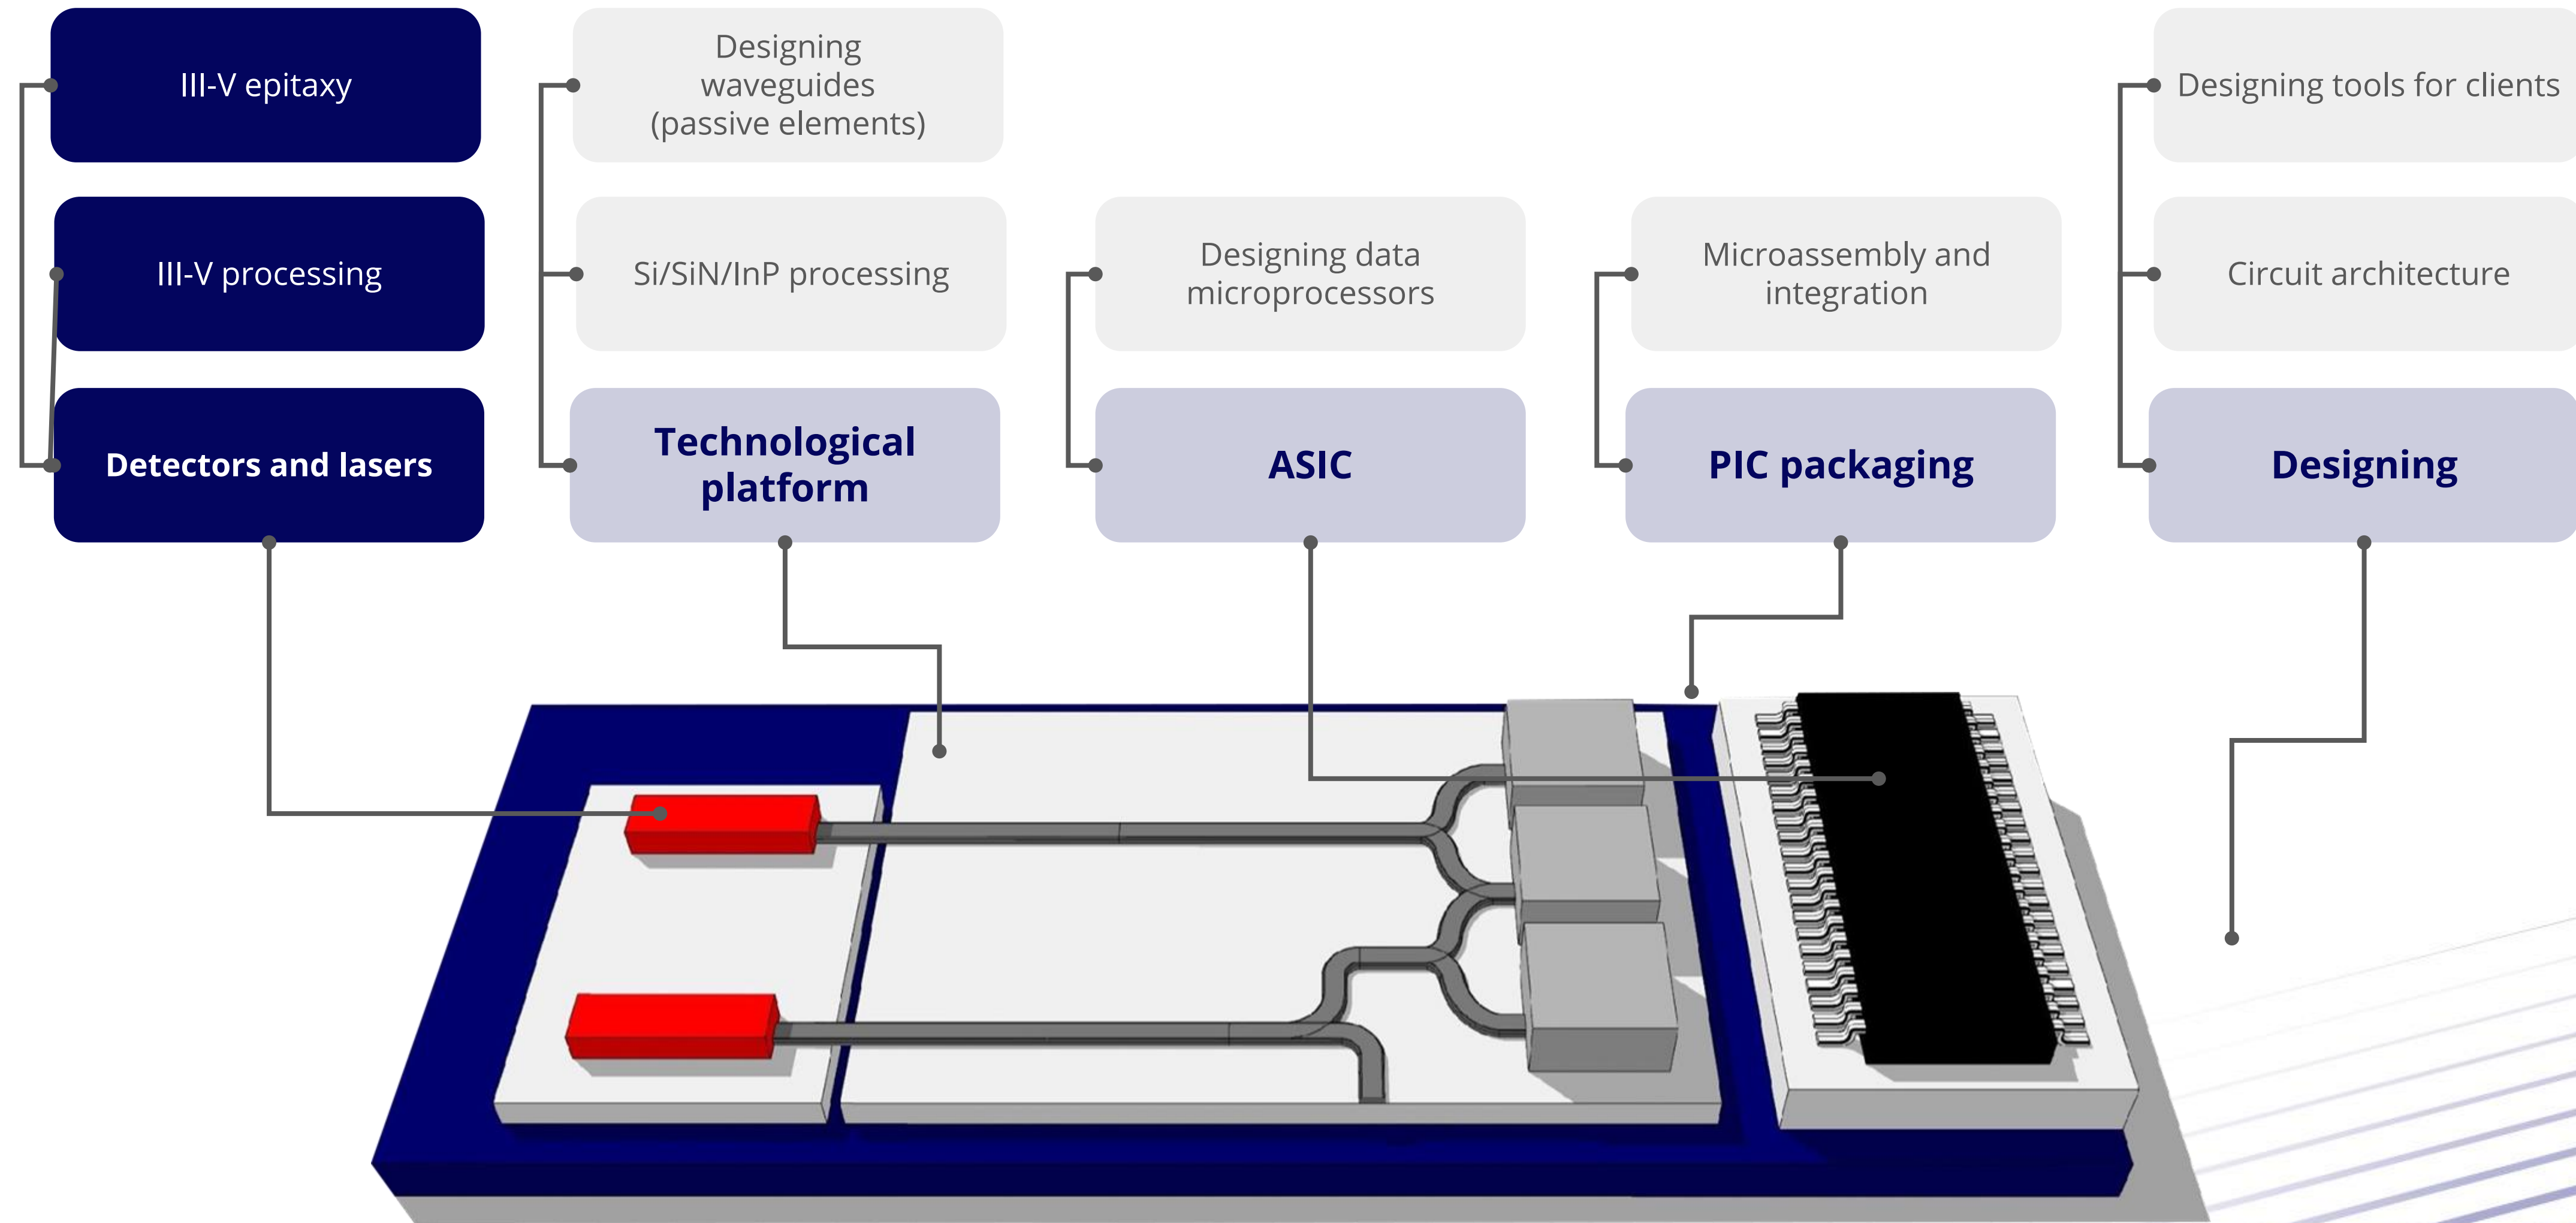 III-V epitaxy
III-V processing
Detectors and lasers
Designing
waveguides
(passive elements)
Si/SiN/InP processing
Technological
platform
Designing data
microprocessors
ASIC
Microassembly and
integration
PIC packaging
Designing tools for clients
Circuit architecture
Designing